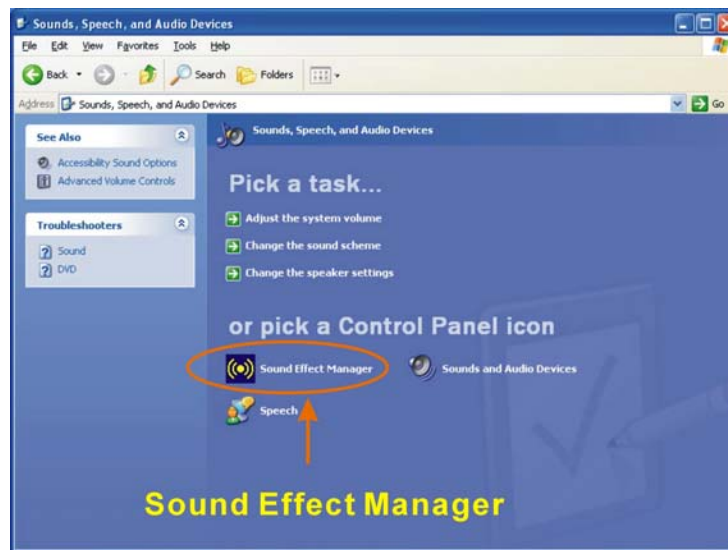 Sounds, Speech, and Audio Devices
File Edit View Favorites Tools Help
Back Search Folders
Address Sounds, Speech, and Audio Devices Go
See Also
Accessibility Sound Options
Advanced Volume Controls
Troubleshooters
Sound
DVD
Sounds, Speech, and Audio Devices
Pick a task...
Adjust the system volume
Change the sound scheme
Change the speaker settings
or pick a Control Panel icon
Sound Effect Manager Sounds and Audio Devices
Speech
Sound Effect Manager